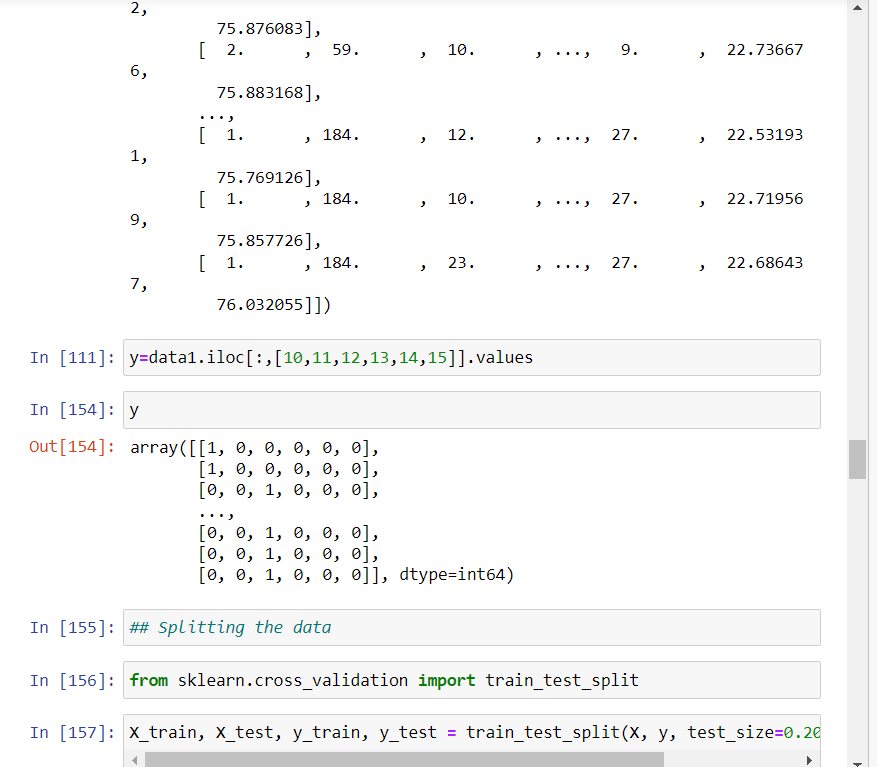 2,
75.876083],
[ 2. , 59. , 10. , ..., 9. , 22.73667
6,
75.883168],
...,
[ 1. , 184. , 12. , ..., 27. , 22.53193
1,
75.769126],
[ 1. , 184. , 10. , ..., 27. , 22.71956
9,
75.857726],
[ 1. , 184. , 23. , ..., 27. , 22.68643
7,
76.032055]])
In [111]: y=data1.iloc[:,[10,11,12,13,14,15]].values
In [154]: y
Out[154]: array([[1, 0, 0, 0, 0, 0],
[1, 0, 0, 0, 0, 0],
[0, 0, 1, 0, 0, 0],
...,
[0, 0, 1, 0, 0, 0],
[0, 0, 1, 0, 0, 0],
[0, 0, 1, 0, 0, 0]], dtype=int64)
In [155]: ## Splitting the data
In [156]: from sklearn.cross_validation import train_test_split
In [157]: X_train, X_test, y_train, y_test = train_test_split(X, y, test_size=0.20